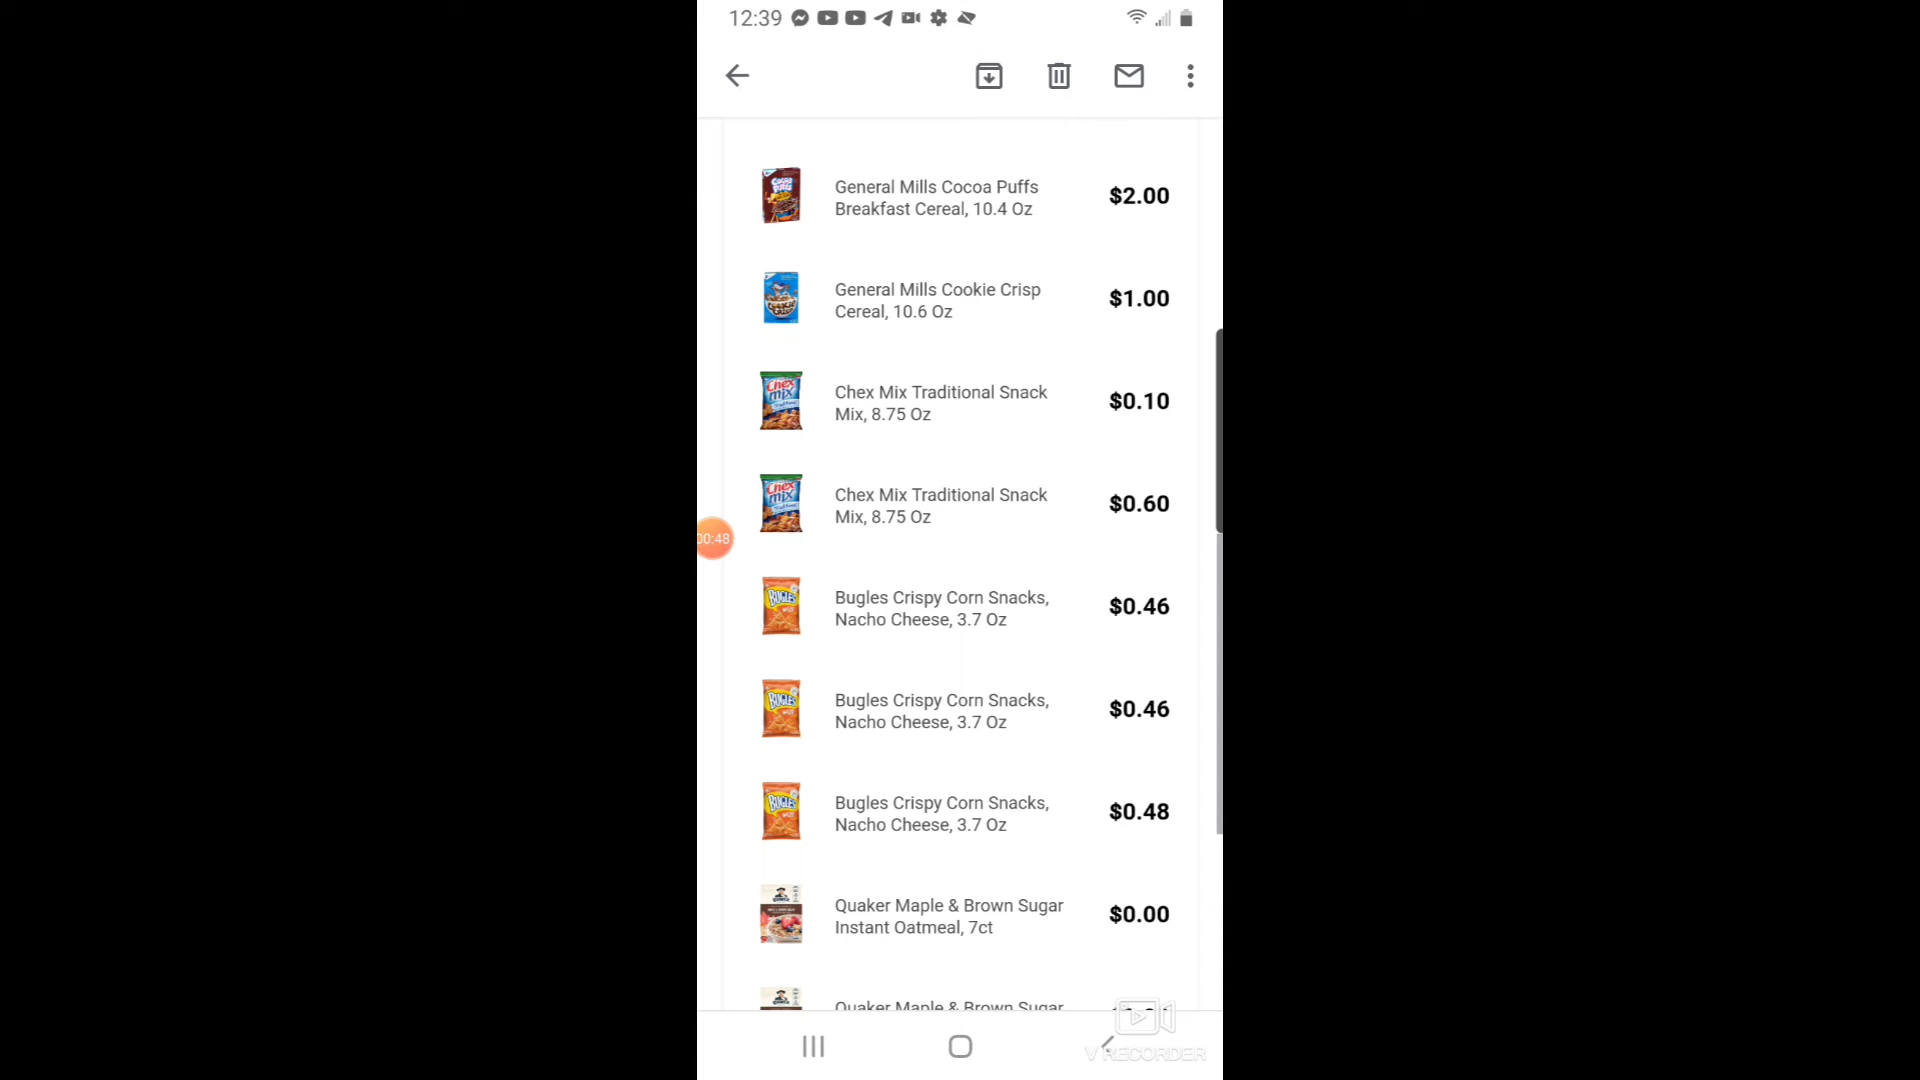 12:39
General Mills Cocoa Puffs
Breakfast Cereal, 10.4 Oz
$2.00
General Mills Cookie Crisp
Cereal, 10.6 Oz
$1.00
Chex Mix Traditional Snack
Mix, 8.75 Oz
$0.10
Chex Mix Traditional Snack
Mix, 8.75 Oz
$0.60
00:48
Bugles Crispy Corn Snacks,
Nacho Cheese, 3.7 Oz
$0.46
Bugles Crispy Corn Snacks,
Nacho Cheese, 3.7 Oz
$0.46
Bugles Crispy Corn Snacks,
Nacho Cheese, 3.7 Oz
$0.48
Quaker Maple & Brown Sugar
Instant Oatmeal, 7ct
$0.00
Quaker Maple & Brown Sugar
V RECORDER